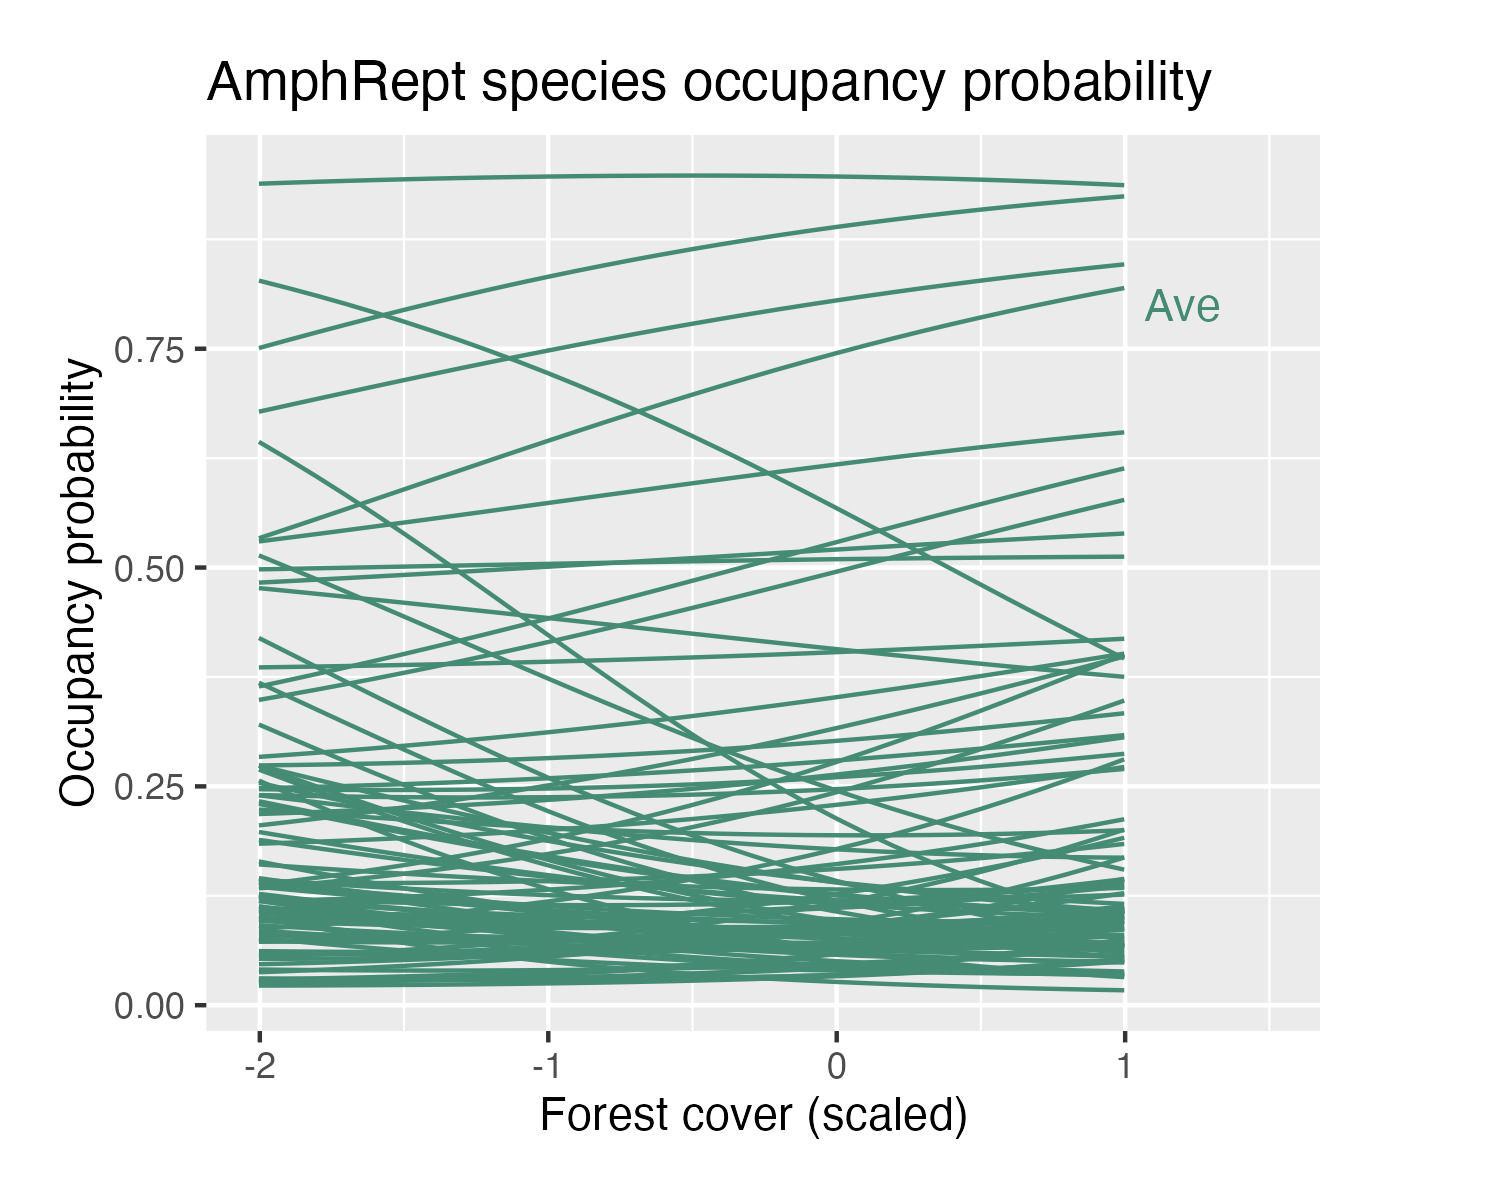 AmphRept species occupancy probability
Ave
Occupancy probability
0.75
0.50
0.25
0.00
-2
-1
0
1
Forest cover (scaled)